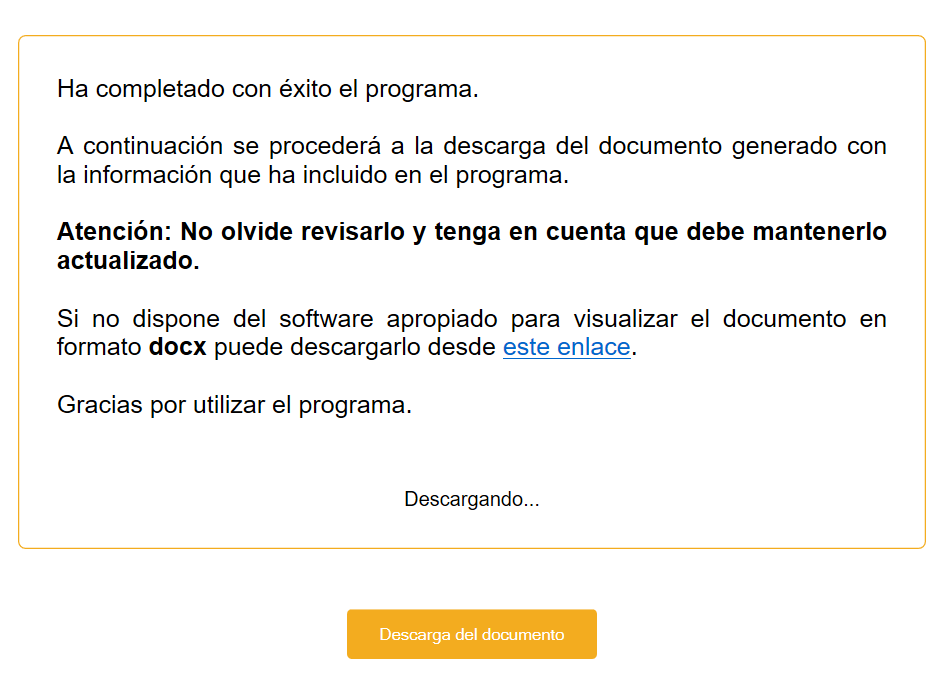 Ha completado con éxito el programa.
A continuación se procederá a la descarga del documento generado con
la información que ha incluido en el programa.
Atención: No olvide revisarlo y tenga en cuenta que debe mantenerlo
actualizado.
Si no dispone del software apropiado para visualizar el documento en
formato docx puede descargarlo desde este enlace.
Gracias por utilizar el programa.
Descargando...
Descarga del documento